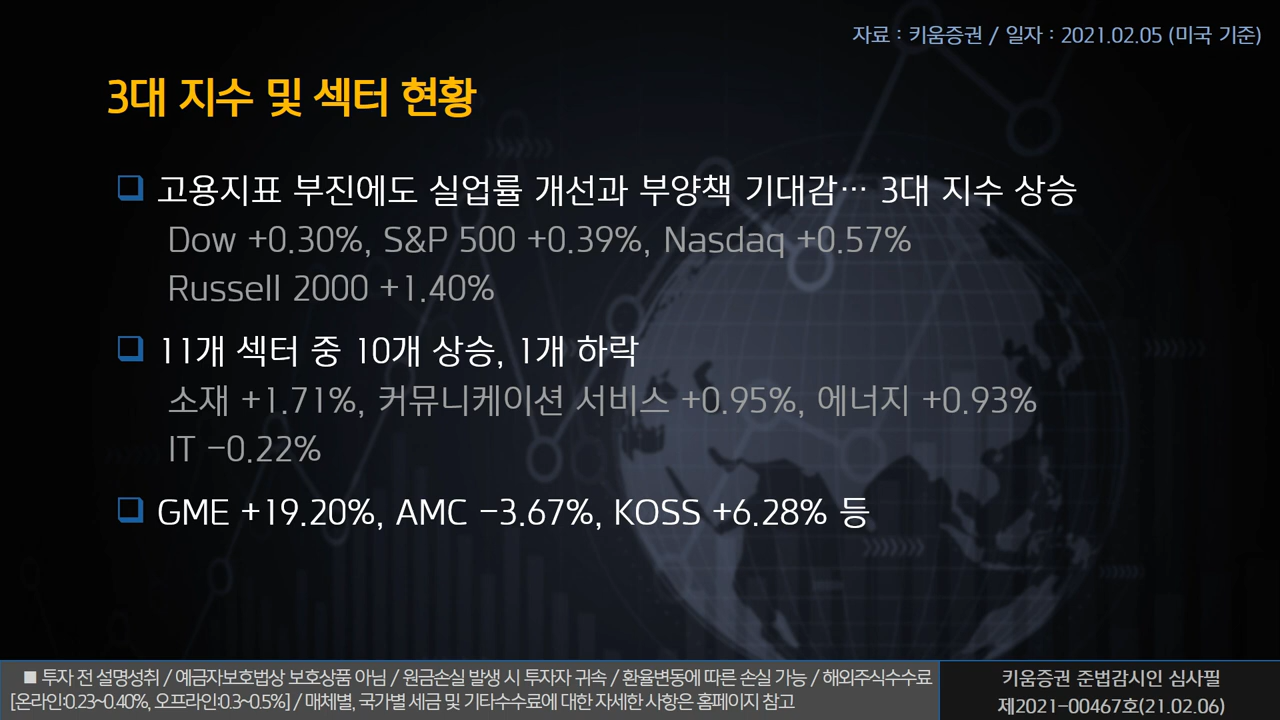 자료 : 키움증권 / 일자 : 2021.02.05 (미국 기준)
3대 지수 및 섹터 현황
❑ 고용지표 부진에도 실업률 개선과 부양책 기대감… 3대 지수 상승
Dow +0.30%, S&P 500 +0.39%, Nasdaq +0.57%
Russell 2000 +1.40%
❑ 11개 섹터 중 10개 상승, 1개 하락
소재 +1.71%, 커뮤니케이션 서비스 +0.95%, 에너지 +0.93%
IT −0.22%
❑ GME +19.20%, AMC −3.67%, KOSS +6.28% 등
■ 투자 전 설명성취 / 예금자보호법상 보호상품 아님 / 원금손실 발생 시 투자자 귀속 / 환율변동에 따른 손실 가능 / 해외주식수수료
[온라인:0.23~0.40%, 오프라인:0.3~0.5%] / 매체별, 국가별 세금 및 기타수수료에 대한 자세한 사항은 홈페이지 참고
키움증권 준법감시인 심사필
제2021-00467호(21.02.06)